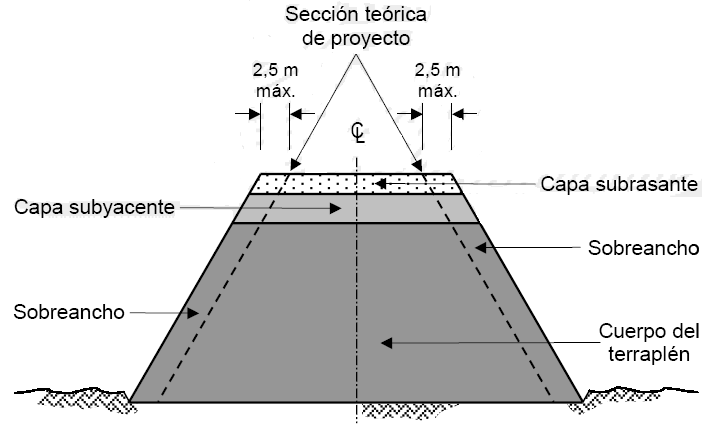 Sección teórica
de proyecto
2,5 m
máx.
2,5 m
máx.
℄
Capa subrasante
Capa subyacente
Sobreancho
Sobreancho
Cuerpo del
terraplén